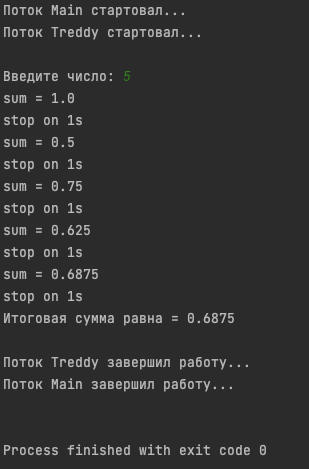 Поток Main стартовал...
Поток Treddy стартовал...
Введите число: 5
sum = 1.0
stop on 1s
sum = 0.5
stop on 1s
sum = 0.75
stop on 1s
sum = 0.625
stop on 1s
sum = 0.6875
stop on 1s
Итоговая сумма равна = 0.6875
Поток Treddy завершил работу...
Поток Main завершил работу...
Process finished with exit code 0